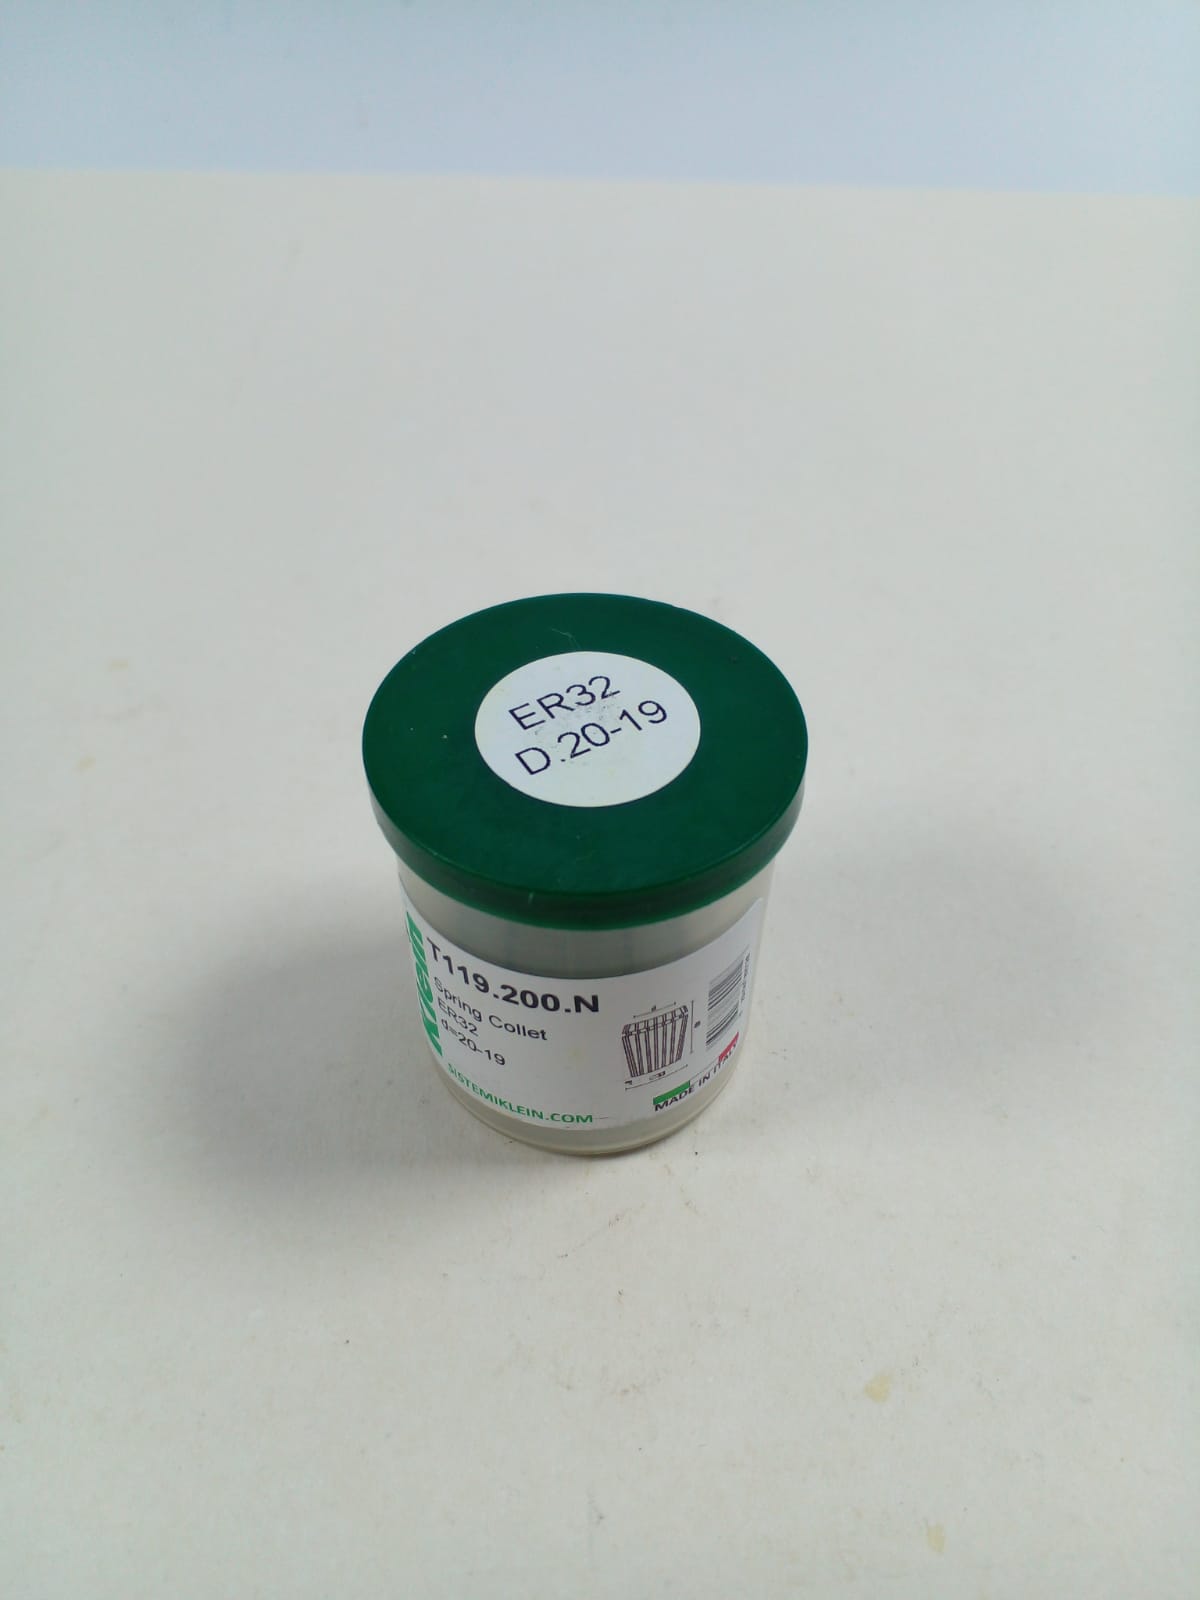 ER32
D.20-19
T119.200.N
Spring Collet
ER32
d=20-19
SISTEMIKLEIN.COM
MADE IN ITALY